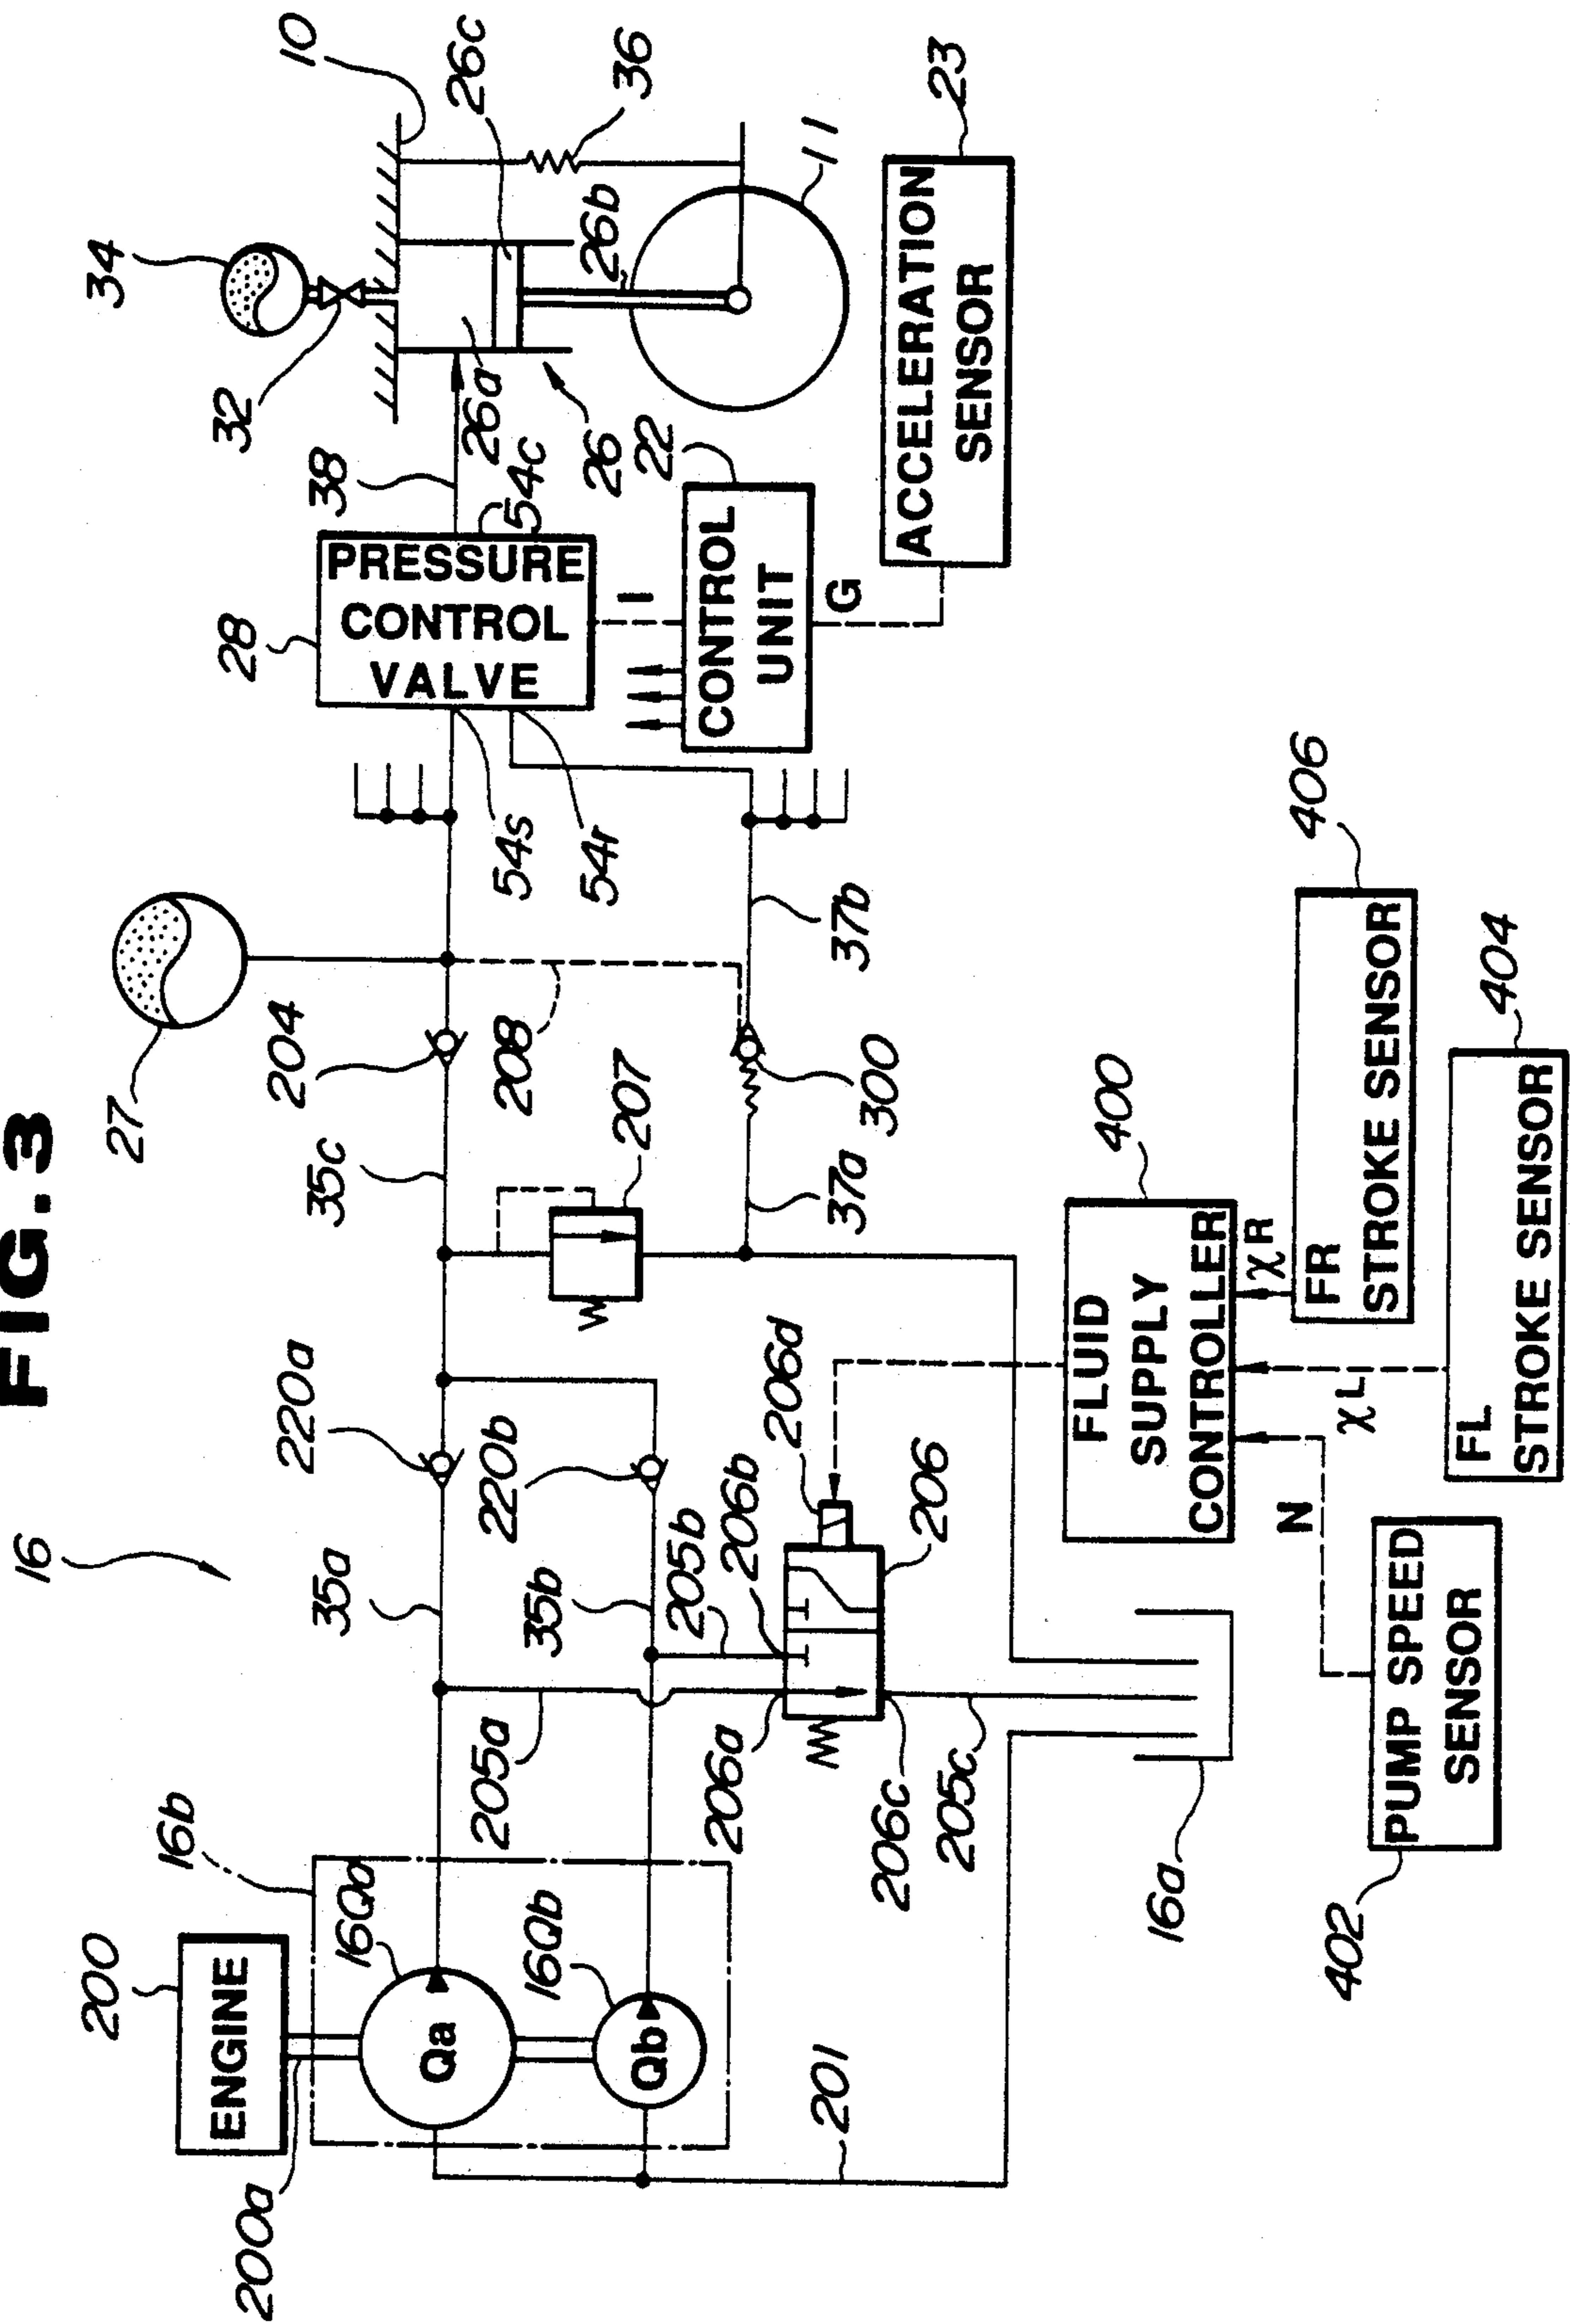 FIG.3
16
200
ENGINE
200a
16b
16Qa
Qa
16Qb
Qb
201
35a
220a
35c
204
27
28
PRESSURE
CONTROL
VALVE
38
32
34
10
26c
36
26a
26b
26
54c
11
54s
54r
I
22
CONTROL
UNIT
G
23
ACCELERATION
SENSOR
205a
35b
220b
205b
206b
206d
206
206a
206c
205c
207
208
300
37a
37b
16a
400
FLUID
SUPPLY
CONTROLLER
χR
χL
N
406
FR
STROKE SENSOR
404
FL
STROKE SENSOR
402
PUMP SPEED
SENSOR